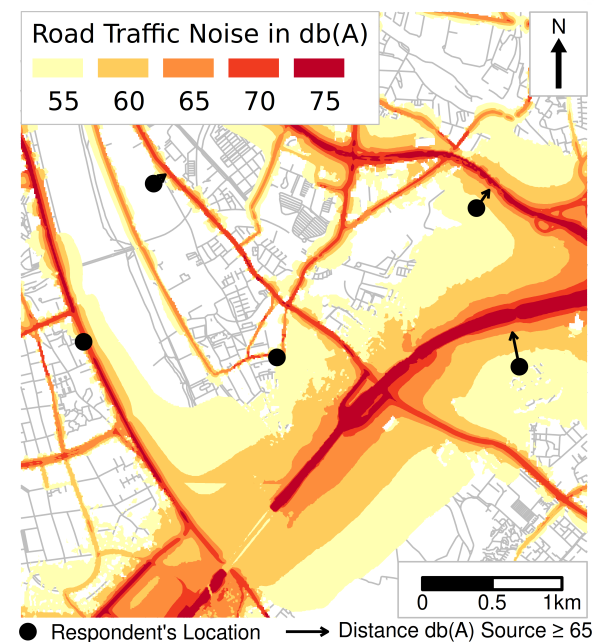 Road Traffic Noise in db(A)
55 60 65 70 75
N
0 0.5 1km
Respondent's Location Distance db(A) Source ≥ 65